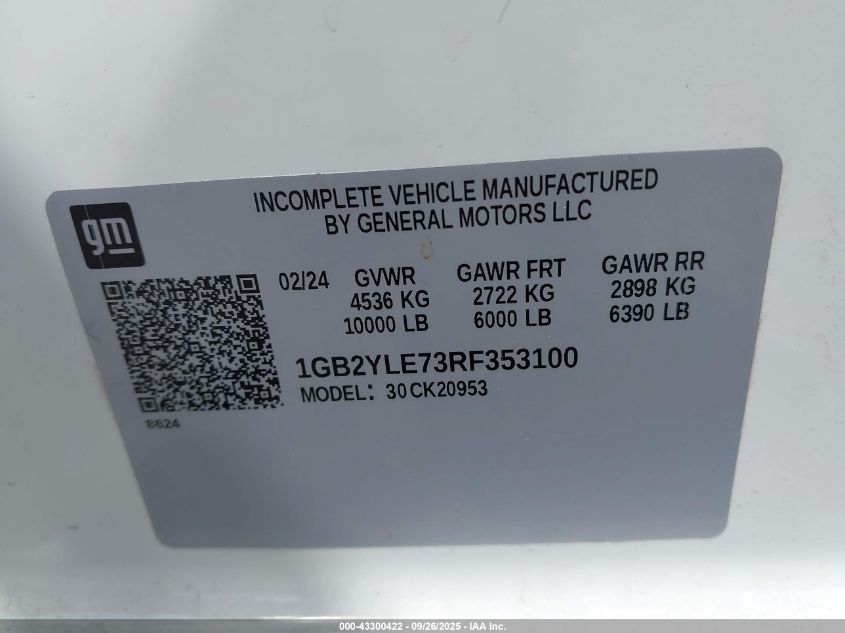 INCOMPLETE VEHICLE MANUFACTURED
BY GENERAL MOTORS LLC
gm
02/24 GVWR GAWR FRT GAWR RR
4536 KG 2722 KG 2898 KG
10000 LB 6000 LB 6390 LB
1GB2YLE73RF353100
MODEL: 30CK20953
8624
000-43300422 - 09/26/2025 - IAA Inc.